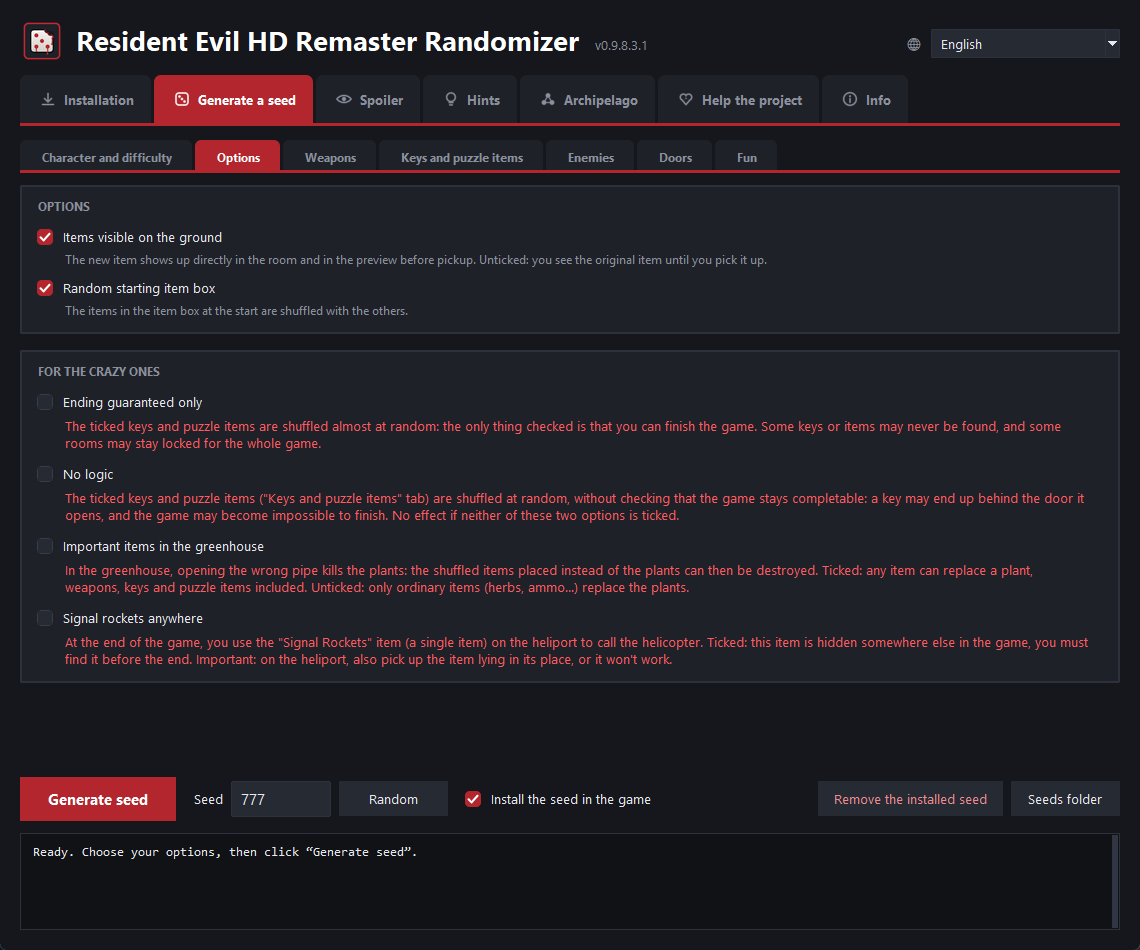 Resident Evil HD Remaster Randomizer v0.9.8.3.1
English
Installation
Generate a seed
Spoiler
Hints
Archipelago
Help the project
Info
Character and difficulty
Options
Weapons
Keys and puzzle items
Enemies
Doors
Fun
OPTIONS
Items visible on the ground
The new item shows up directly in the room and in the preview before pickup. Unticked: you see the original item until you pick it up.
Random starting item box
The items in the item box at the start are shuffled with the others.
FOR THE CRAZY ONES
Ending guaranteed only
The ticked keys and puzzle items are shuffled almost at random: the only thing checked is that you can finish the game. Some keys or items may never be found, and some
rooms may stay locked for the whole game.
No logic
The ticked keys and puzzle items ("Keys and puzzle items" tab) are shuffled at random, without checking that the game stays completable: a key may end up behind the door it
opens, and the game may become impossible to finish. No effect if neither of these two options is ticked.
Important items in the greenhouse
In the greenhouse, opening the wrong pipe kills the plants: the shuffled items placed instead of the plants can then be destroyed. Ticked: any item can replace a plant,
weapons, keys and puzzle items included. Unticked: only ordinary items (herbs, ammo...) replace the plants.
Signal rockets anywhere
At the end of the game, you use the "Signal Rockets" item (a single item) on the heliport to call the helicopter. Ticked: this item is hidden somewhere else in the game, you must
find it before the end. Important: on the heliport, also pick up the item lying in its place, or it won't work.
Generate seed
Seed
777
Random
Install the seed in the game
Remove the installed seed
Seeds folder
Ready. Choose your options, then click “Generate seed”.